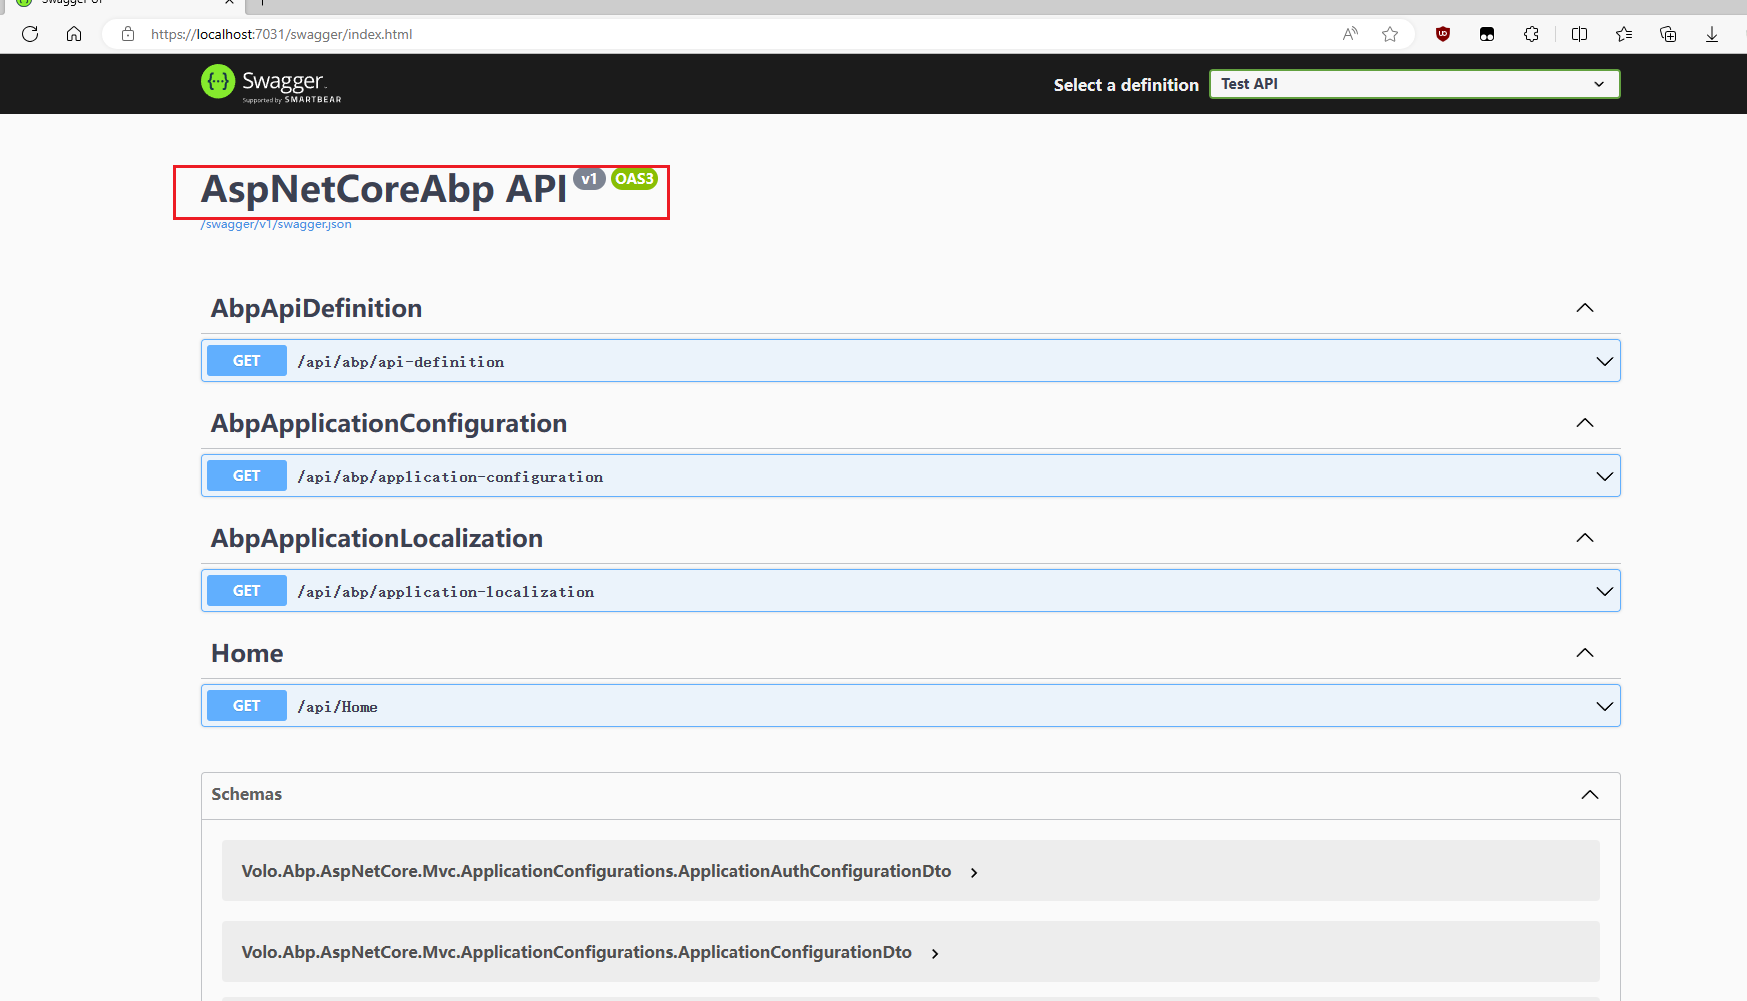 https://localhost:7031/swagger/index.html
Swagger
Supported by SMARTBEAR
Select a definition
Test API
AspNetCoreAbp API v1 OAS3
/swagger/v1/swagger.json
AbpApiDefinition
GET /api/abp/api-definition
AbpApplicationConfiguration
GET /api/abp/application-configuration
AbpApplicationLocalization
GET /api/abp/application-localization
Home
GET /api/Home
Schemas
Volo.Abp.AspNetCore.Mvc.ApplicationConfigurations.ApplicationAuthConfigurationDto
Volo.Abp.AspNetCore.Mvc.ApplicationConfigurations.ApplicationConfigurationDto